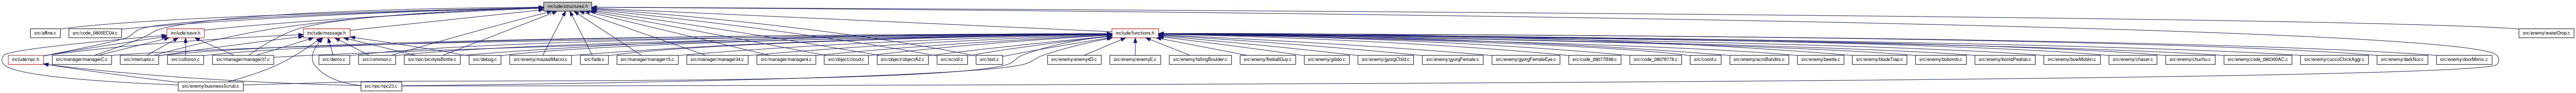 include/structures.h
src/affine.c
src/code_0805EC04.c
include/save.h
include/message.h
include/functions.h
src/enemy/waterDrop.c
include/npc.h
src/manager/managerC.c
src/interrupts.c
src/collision.c
src/manager/manager37.c
src/demo.c
src/common.c
src/npc/picolyteBottle.c
src/debug.c
src/enemy/mazaalMacro.c
src/fade.c
src/manager/manager15.c
src/manager/manager34.c
src/manager/manager4.c
src/object/cloud.c
src/object/objectA2.c
src/scroll.c
src/text.c
src/enemy/enemy4D.c
src/enemy/enemyE.c
src/enemy/fallingBoulder.c
src/enemy/fireballGuy.c
src/enemy/gibdo.c
src/enemy/gyorgChild.c
src/enemy/gyorgFemale.c
src/enemy/gyorgFemaleEye.c
src/code_08077B98.c
src/code_08078778.c
src/coord.c
src/enemy/acroBandits.c
src/enemy/beetle.c
src/enemy/bladeTrap.c
src/enemy/bobomb.c
src/enemy/bombPeahat.c
src/enemy/bowMoblin.c
src/enemy/chaser.c
src/enemy/chuchu.c
src/enemy/code_080300AC.c
src/enemy/cuccoChickAggr.c
src/enemy/darkNut.c
src/enemy/doorMimic.c
src/enemy/businessScrub.c
src/npc/npc23.c